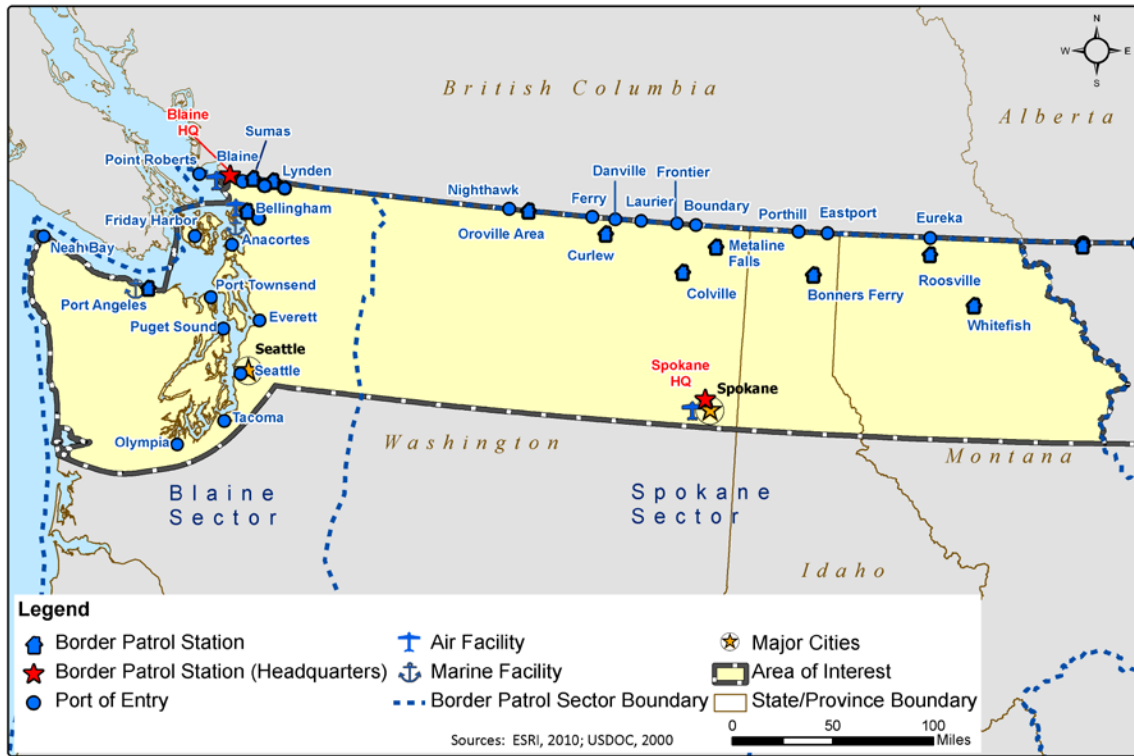 N
W E
S
British Columbia
Alberta
Blaine
HQ
Sumas
Point Roberts
Blaine
Lynden
Nighthawk
Ferry
Danville
Laurier
Frontier
Boundary
Porthill
Eastport
Eureka
Friday Harbor
Bellingham
Oroville Area
Neah Bay
Anacortes
Curlew
Metaline
Falls
Roosville
Colville
Bonners Ferry
Port Angeles
Port Townsend
Whitefish
Puget Sound
Everett
Seattle
Seattle
Spokane
HQ
Spokane
Tacoma
Olympia
Washington
Montana
Blaine
Sector
Spokane
Sector
Idaho
Legend
Border Patrol Station
Border Patrol Station (Headquarters)
Port of Entry
Air Facility
Marine Facility
Border Patrol Sector Boundary
Major Cities
Area of Interest
State/Province Boundary
0 50 100
Miles
Sources: ESRI, 2010; USDOC, 2000